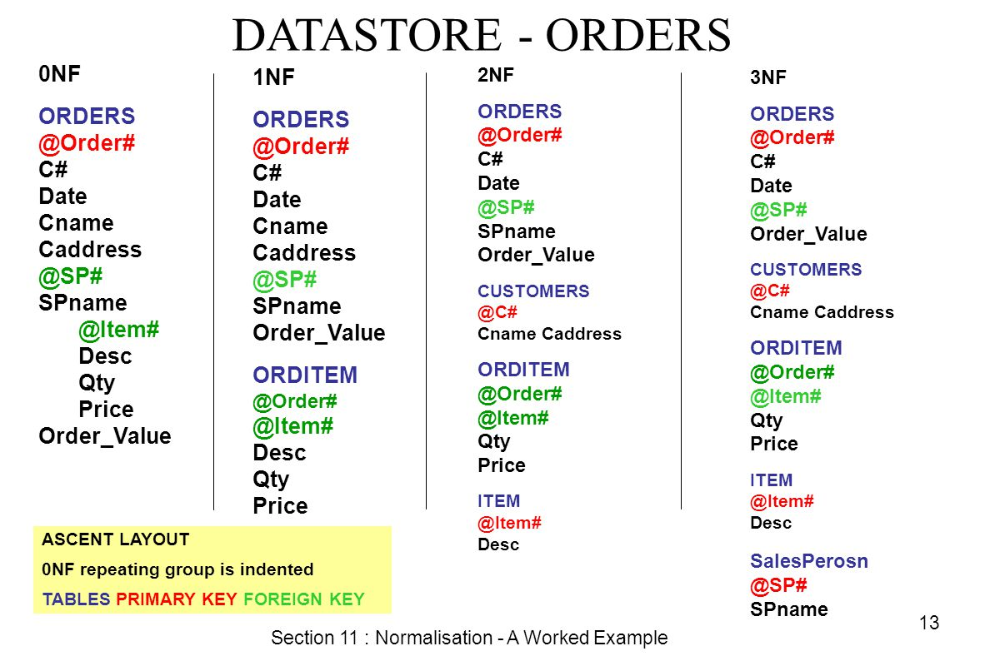 DATASTORE - ORDERS
0NF
ORDERS
@Order#
C#
Date
Cname
Caddress
@SP#
SPname
@Item#
Desc
Qty
Price
Order_Value
1NF
ORDERS
@Order#
C#
Date
Cname
Caddress
@SP#
SPname
Order_Value
ORDITEM
@Order#
@Item#
Desc
Qty
Price
2NF
ORDERS
@Order#
C#
Date
@SP#
SPname
Order_Value
CUSTOMERS
@C#
Cname Caddress
ORDITEM
@Order#
@Item#
Qty
Price
ITEM
@Item#
Desc
3NF
ORDERS
@Order#
C#
Date
@SP#
Order_Value
CUSTOMERS
@C#
Cname Caddress
ORDITEM
@Order#
@Item#
Qty
Price
ITEM
@Item#
Desc
SalesPerosn
@SP#
SPname
ASCENT LAYOUT
0NF repeating group is indented
TABLES PRIMARY KEY FOREIGN KEY
Section 11 : Normalisation - A Worked Example
13